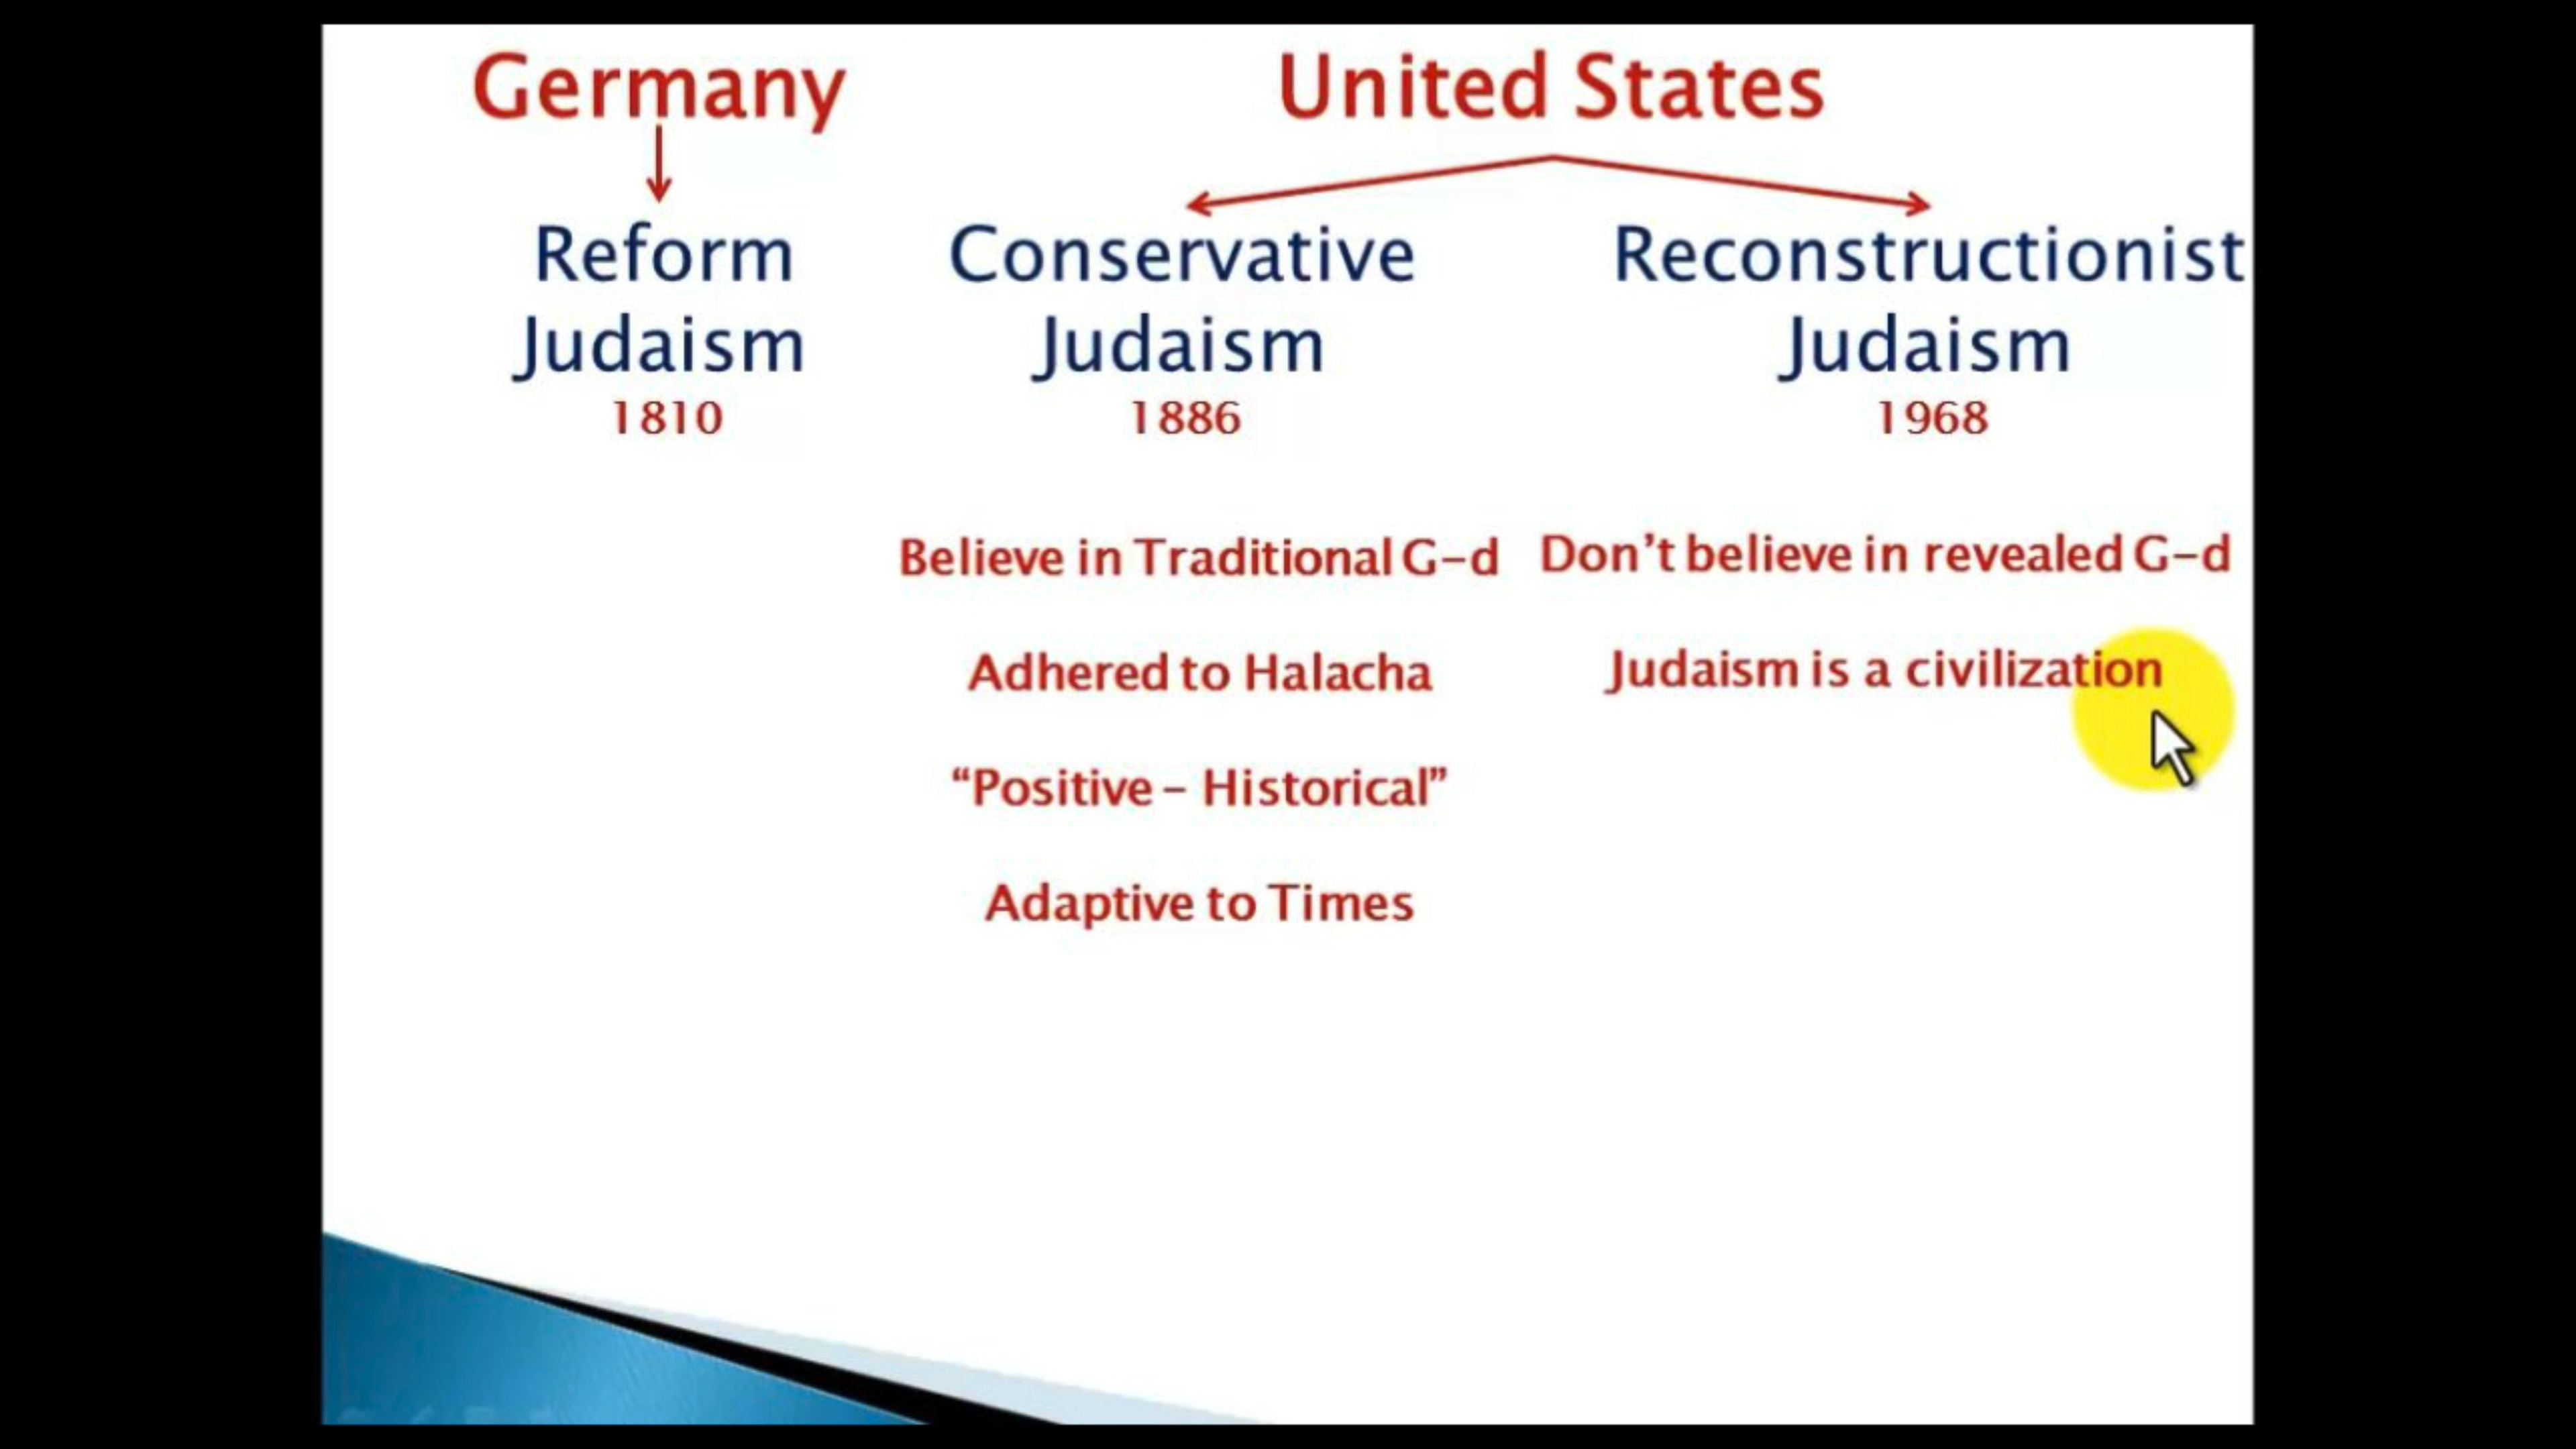 Germany
United States
Reform
Judaism
1810
Conservative
Judaism
1886
Reconstructionist
Judaism
1968
Believe in Traditional G-d
Adhered to Halacha
“Positive – Historical”
Adaptive to Times
Don’t believe in revealed G-d
Judaism is a civilization